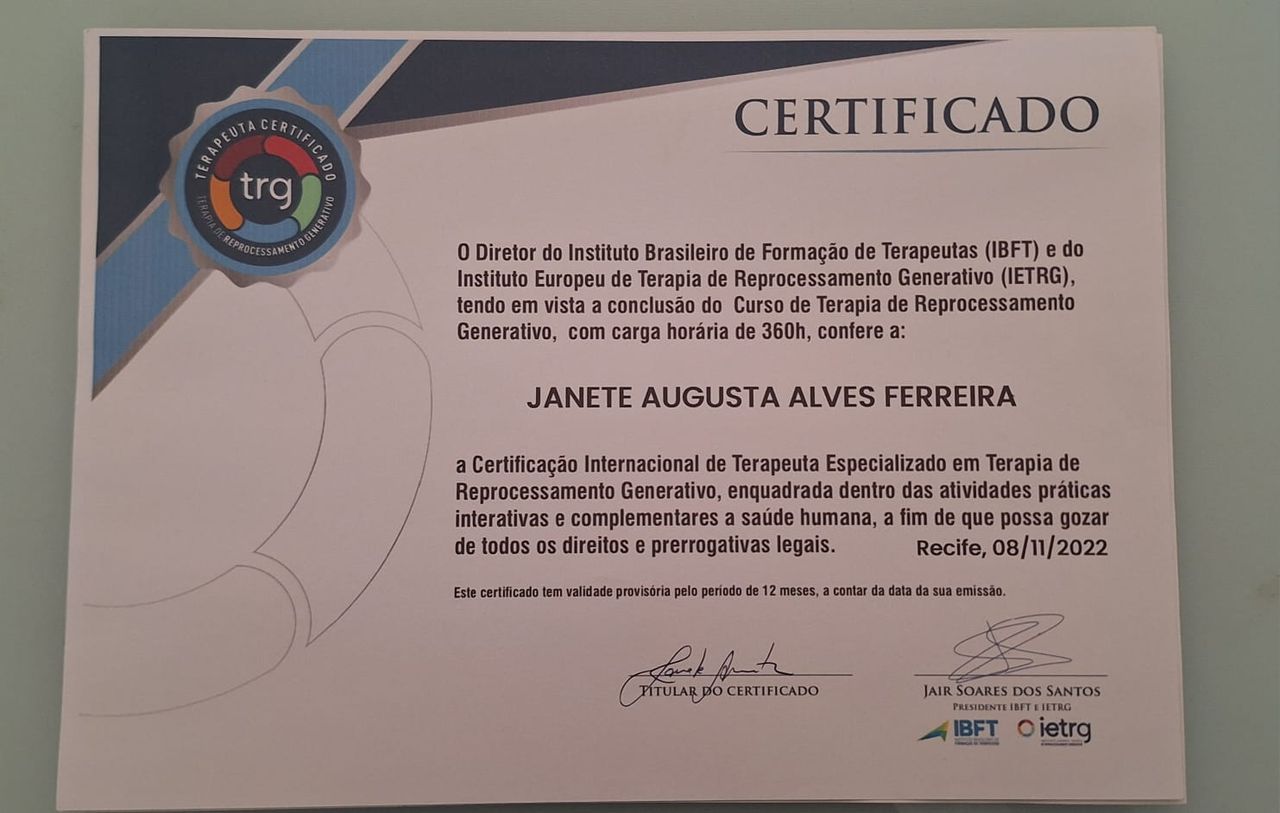 CERTIFICADO
TERAPEUTA CERTIFICADO
trg
TERAPIA DE REPROCESSAMENTO GENERATIVO
O Diretor do Instituto Brasileiro de Formação de Terapeutas (IBFT) e do
Instituto Europeu de Terapia de Reprocessamento Generativo (IETRG),
tendo em vista a conclusão do Curso de Terapia de Reprocessamento
Generativo, com carga horária de 360h, confere a:
JANETE AUGUSTA ALVES FERREIRA
a Certificação Internacional de Terapeuta Especializado em Terapia de
Reprocessamento Generativo, enquadrada dentro das atividades práticas
interativas e complementares a saúde humana, a fim de que possa gozar
de todos os direitos e prerrogativas legais.
Recife, 08/11/2022
Este certificado tem validade provisória pelo período de 12 meses, a contar da data da sua emissão.
TITULAR DO CERTIFICADO
JAIR SOARES DOS SANTOS
PRESIDENTE IBFT E IETRG
IBFT
ietrg